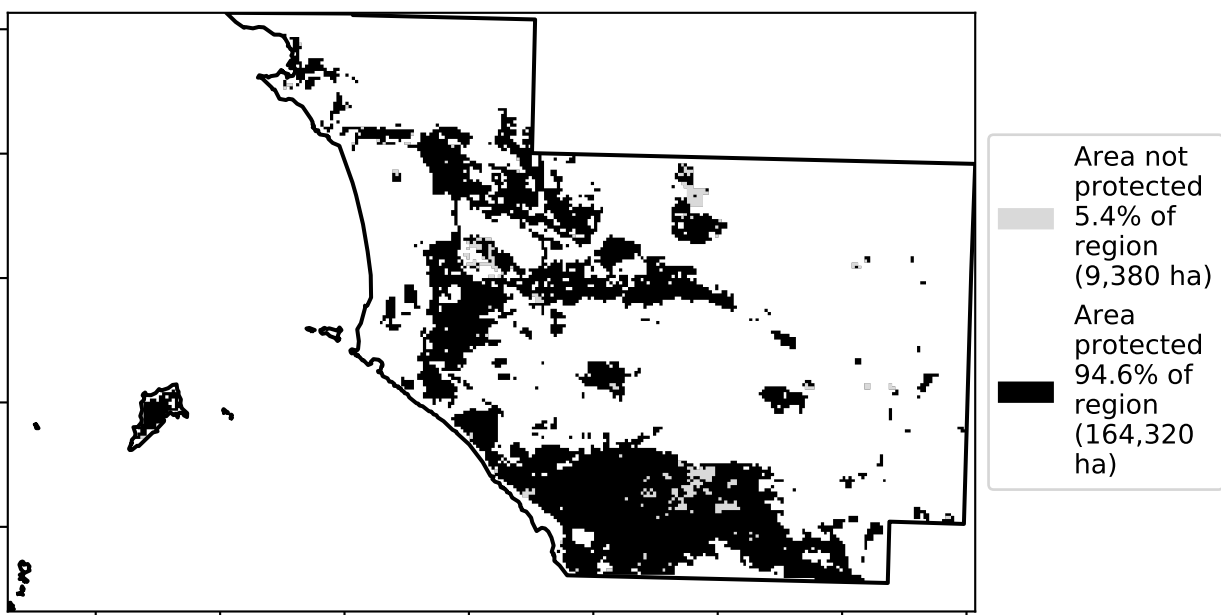 Area not
protected
5.4% of
region
(9,380 ha)
Area
protected
94.6% of
region
(164,320
ha)